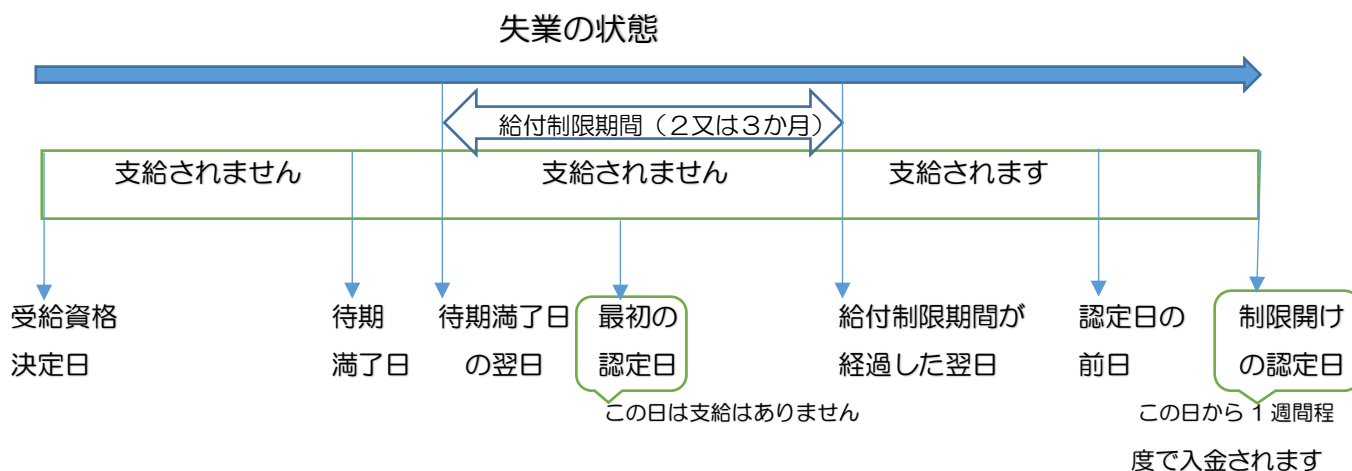 失業の状態
給付制限期間（２又は３か月）
支給されません
支給されません
支給されます
受給資格
決定日
待期
満了日
待期満了日
の翌日
最初の
認定日
この日は支給はありません
給付制限期間が
経過した翌日
認定日の
前日
制限開け
の認定日
この日から 1 週間程
度で入金されます